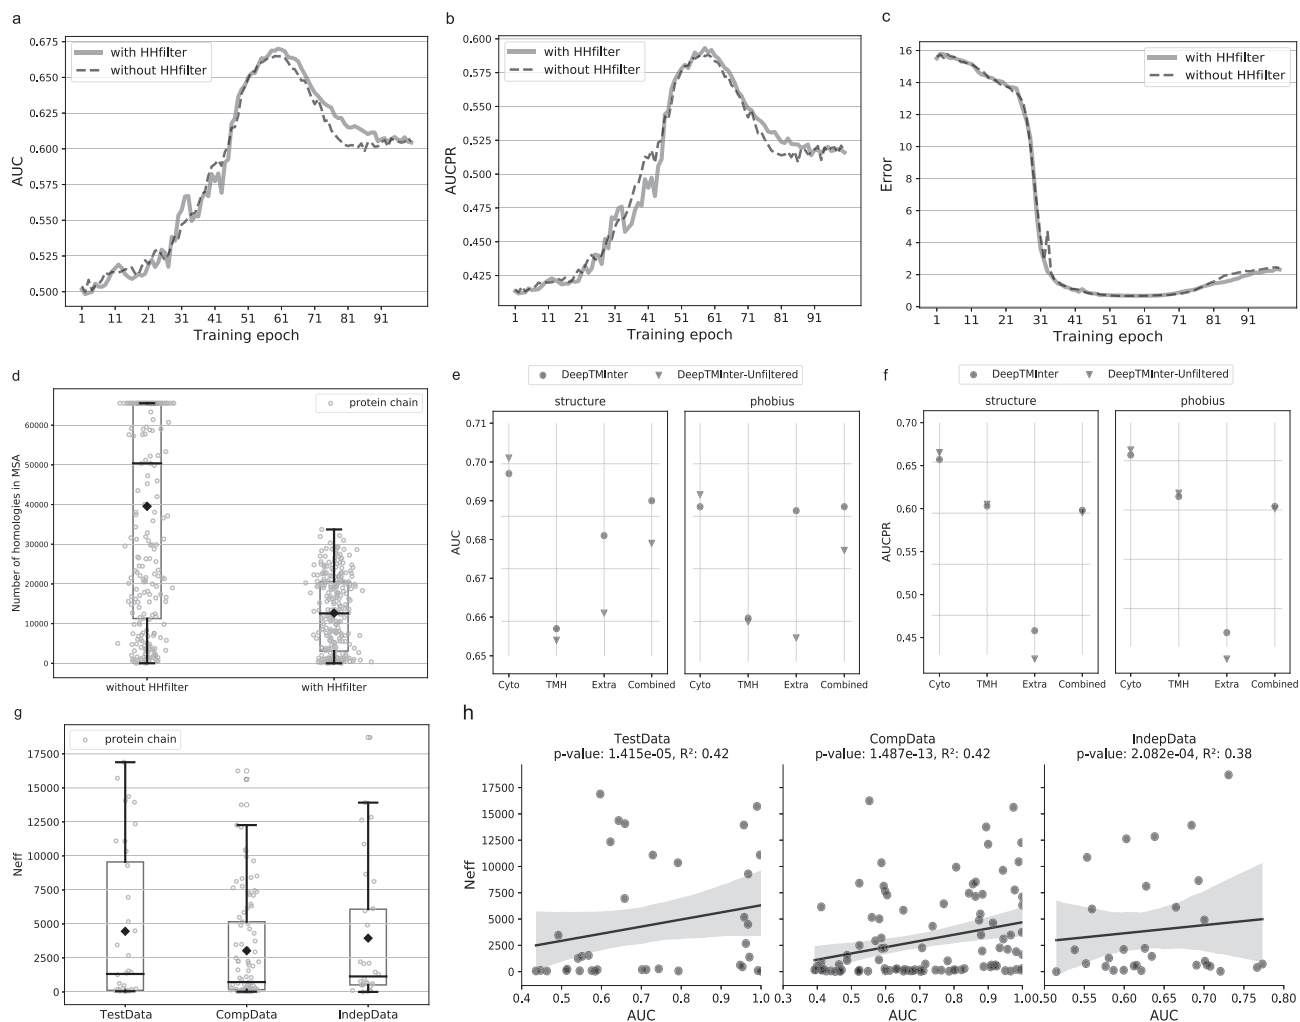 a
0.675
0.650
0.625
0.600
0.575
0.550
0.525
0.500
AUC
with HHfilter
without HHfilter
1 11 21 31 41 51 61 71 81 91
Training epoch
b
0.600
0.575
0.550
0.525
0.500
0.475
0.450
0.425
AUCPR
with HHfilter
without HHfilter
1 11 21 31 41 51 61 71 81 91
Training epoch
c
16
14
12
10
8
6
4
2
0
Error
with HHfilter
without HHfilter
1 11 21 31 41 51 61 71 81 91
Training epoch
d
60000
50000
40000
30000
20000
10000
0
Number of homologies in MSA
protein chain
without HHfilter with HHfilter
e
DeepTMInter DeepTMInter-Unfiltered
structure phobius
0.71
0.70
0.69
0.68
0.67
0.66
0.65
AUC
Cyto TMH Extra Combined Cyto TMH Extra Combined
f
DeepTMInter DeepTMInter-Unfiltered
structure phobius
0.70
0.65
0.60
0.55
0.50
0.45
AUCPR
Cyto TMH Extra Combined Cyto TMH Extra Combined
g
17500
15000
12500
10000
7500
5000
2500
0
Neff
protein chain
TestData CompData IndepData
h
TestData
p-value: 1.415e-05, R²: 0.42
CompData
p-value: 1.487e-13, R²: 0.42
IndepData
p-value: 2.082e-04, R²: 0.38
17500
15000
12500
10000
7500
5000
2500
0
Neff
0.4 0.5 0.6 0.7 0.8 0.9 1.0
AUC
0.3 0.4 0.5 0.6 0.7 0.8 0.9 1.0
AUC
0.50 0.55 0.60 0.65 0.70 0.75 0.80
AUC